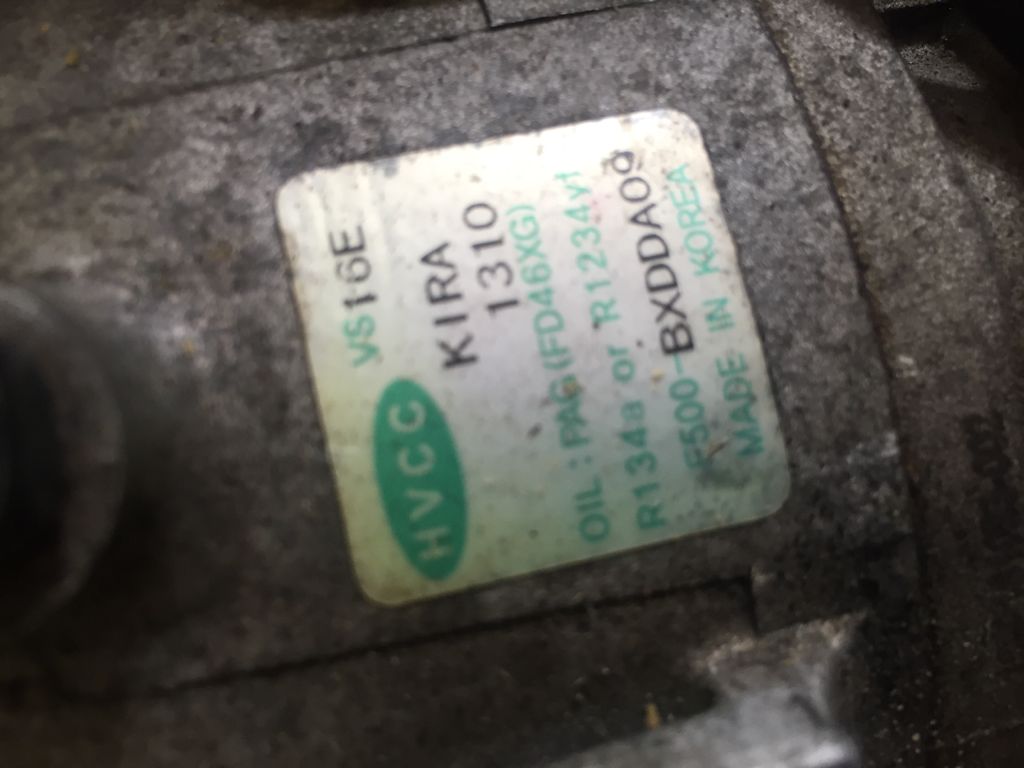 HVCC VS16E
KIRA
1310
OIL : PAG (FD46XG)
R134a or R1234yf
F500-BXDDA09
MADE IN KOREA